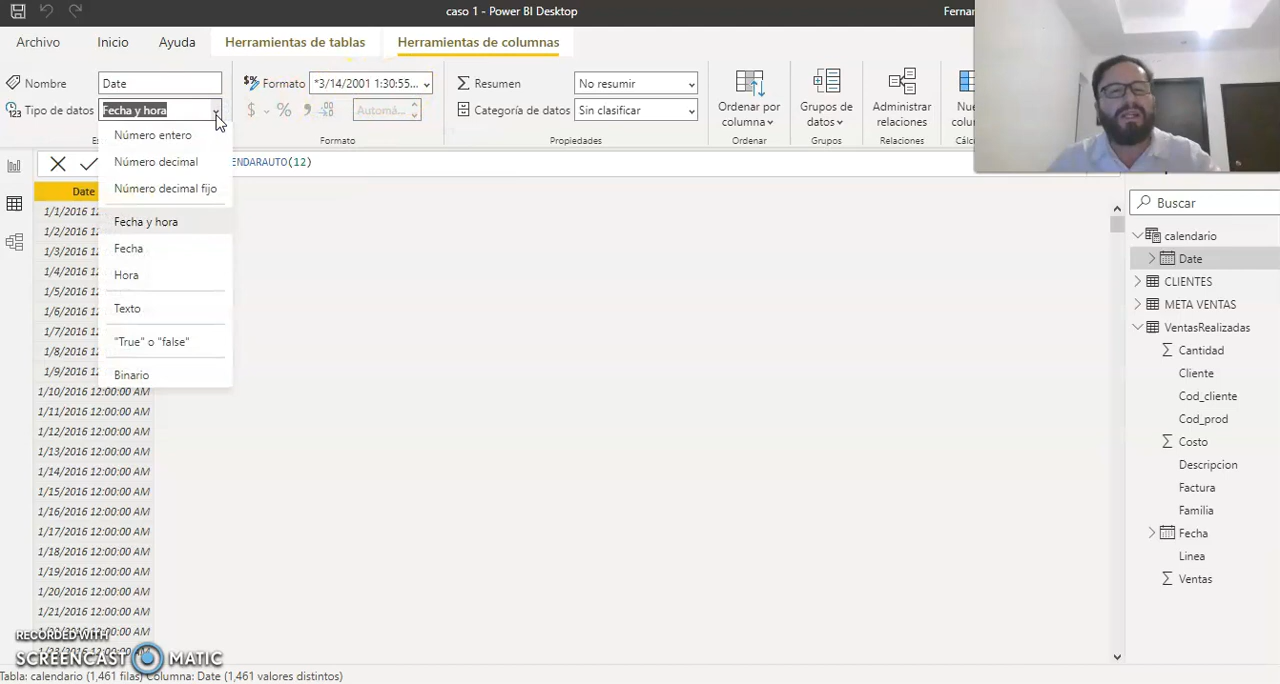 caso 1 - Power BI Desktop
Archivo Inicio Ayuda Herramientas de tablas Herramientas de columnas
Nombre Date
Formato *3/14/2001 1:30:55...
Resumen No resumir
Tipo de datos Fecha y hora
$ % Automá...
Categoría de datos Sin clasificar
Ordenar por columna
Grupos de datos
Administrar relaciones
Formato Propiedades Ordenar Grupos Relaciones
ENDARAUTO(12)
Número entero
Número decimal
Número decimal fijo
Fecha y hora
Fecha
Hora
Texto
"True" o "false"
Binario
Date
1/1/2016 12:
1/2/2016 12:
1/3/2016 12:
1/4/2016 12:
1/5/2016 12:
1/6/2016 12:
1/7/2016 12:
1/8/2016 12:
1/9/2016 12:
1/10/2016 12:00:00 AM
1/11/2016 12:00:00 AM
1/12/2016 12:00:00 AM
1/13/2016 12:00:00 AM
1/14/2016 12:00:00 AM
1/15/2016 12:00:00 AM
1/16/2016 12:00:00 AM
1/17/2016 12:00:00 AM
1/18/2016 12:00:00 AM
1/19/2016 12:00:00 AM
1/20/2016 12:00:00 AM
1/21/2016 12:00:00 AM
Buscar
calendario
Date
CLIENTES
META VENTAS
VentasRealizadas
Cantidad
Cliente
Cod_cliente
Cod_prod
Costo
Descripcion
Factura
Familia
Fecha
Linea
Ventas
RECORDED WITH
SCREENCAST MATIC
Tabla: calendario (1,461 filas) Columna: Date (1,461 valores distintos)